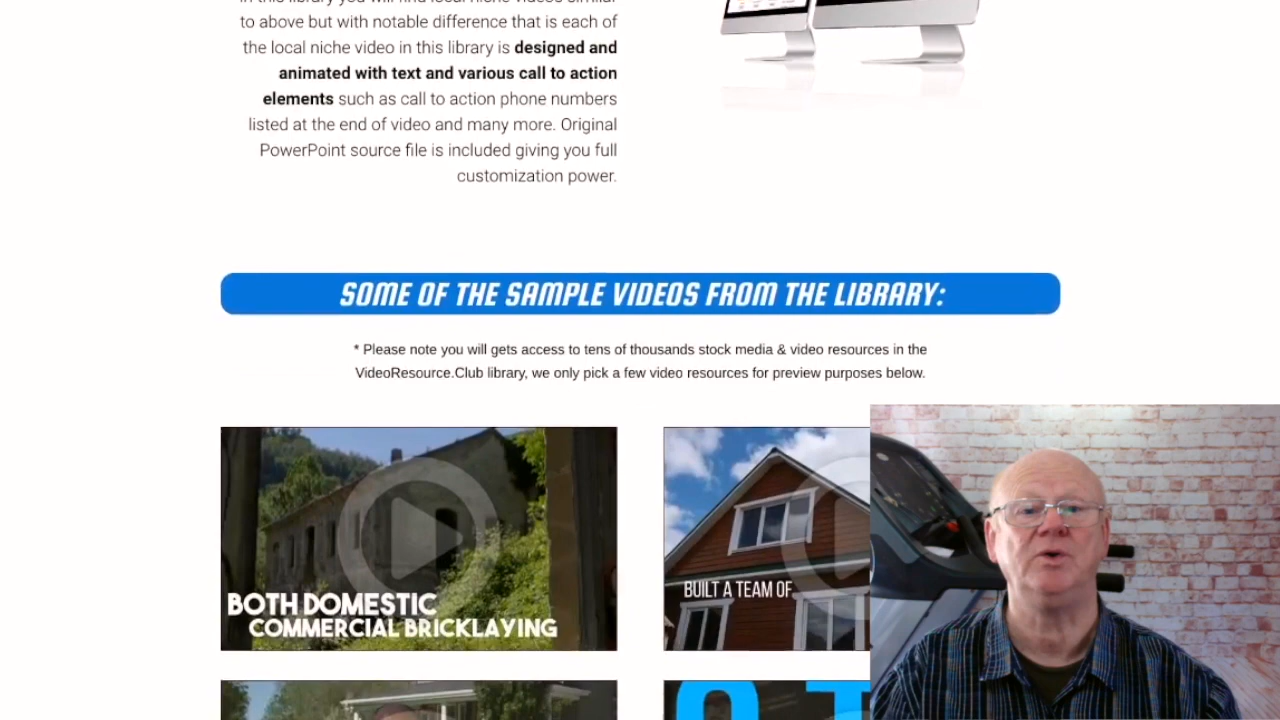 to above but with notable difference that is each of
the local niche video in this library is designed and
animated with text and various call to action
elements such as call to action phone numbers
listed at the end of video and many more. Original
PowerPoint source file is included giving you full
customization power.
SOME OF THE SAMPLE VIDEOS FROM THE LIBRARY:
* Please note you will gets access to tens of thousands stock media & video resources in the
VideoResource.Club library, we only pick a few video resources for preview purposes below.
BOTH DOMESTIC
COMMERCIAL BRICKLAYING
BUILT A TEAM OF